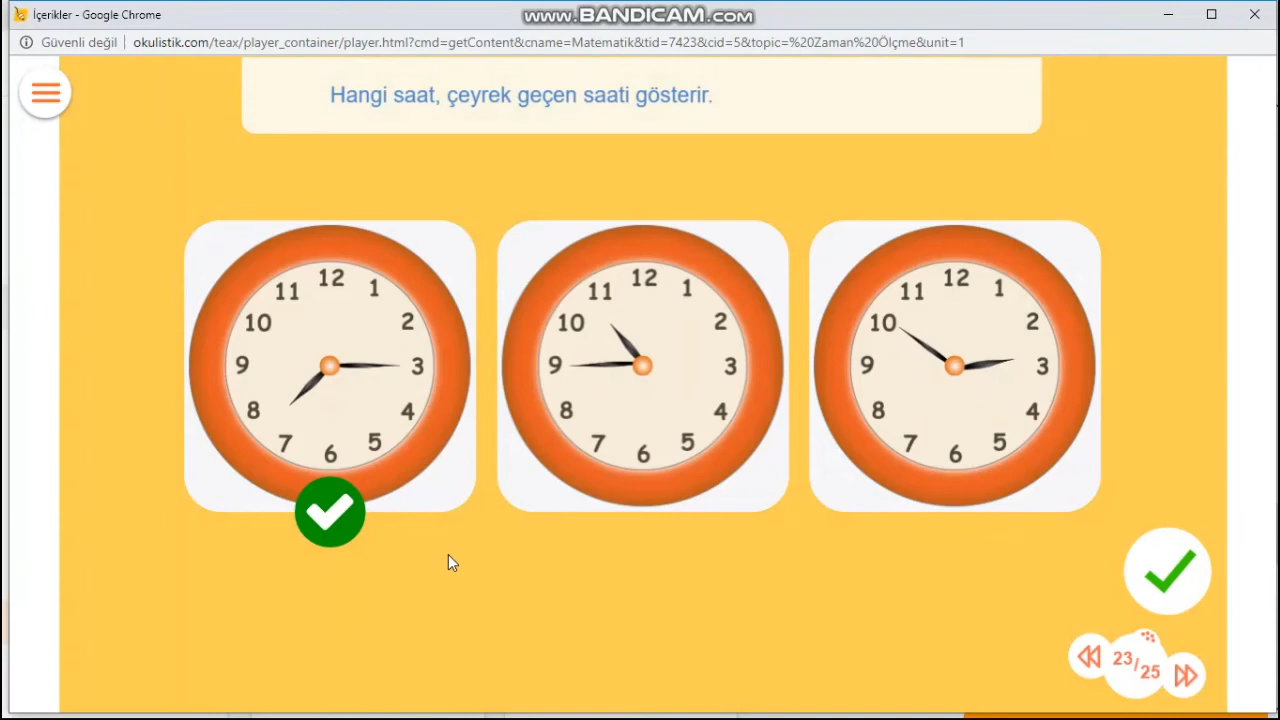 İçerikler - Google Chrome
www.BANDICAM.com
Güvenli değil
okulistik.com/teax/player_container/player.html?cmd=getContent&cname=Matematik&tid=7423&cid=5&topic=%20Zaman%20Ölçme&unit=1
Hangi saat, çeyrek geçen saati gösterir.
12 1 2 3 4 5 6 7 8 9 10 11
12 1 2 3 4 5 6 7 8 9 10 11
12 1 2 3 4 5 6 7 8 9 10 11
23/25